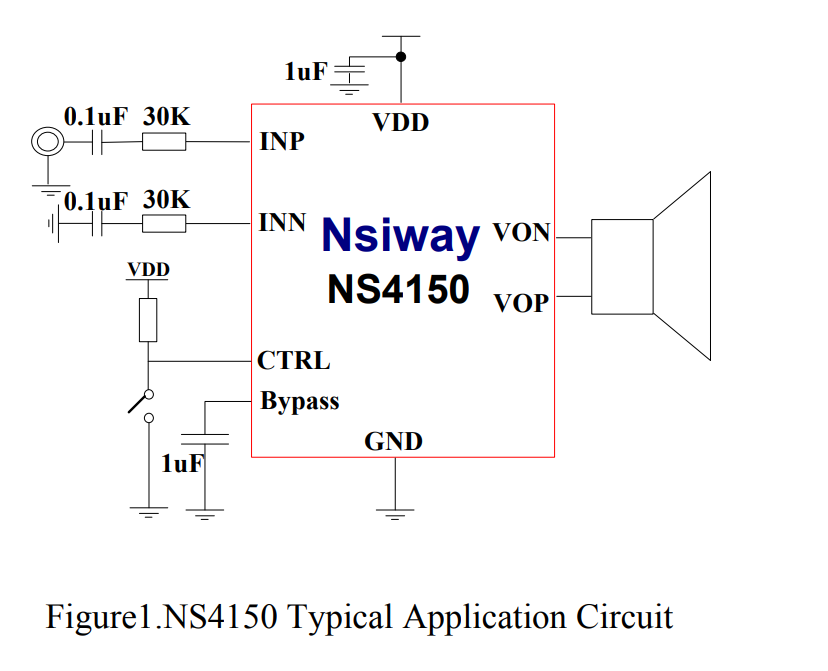 1uF
VDD
0.1uF 30K
INP
0.1uF 30K
INN
Nsiway
NS4150
VON
VOP
VDD
CTRL
Bypass
1uF
GND
Figure1.NS4150 Typical Application Circuit